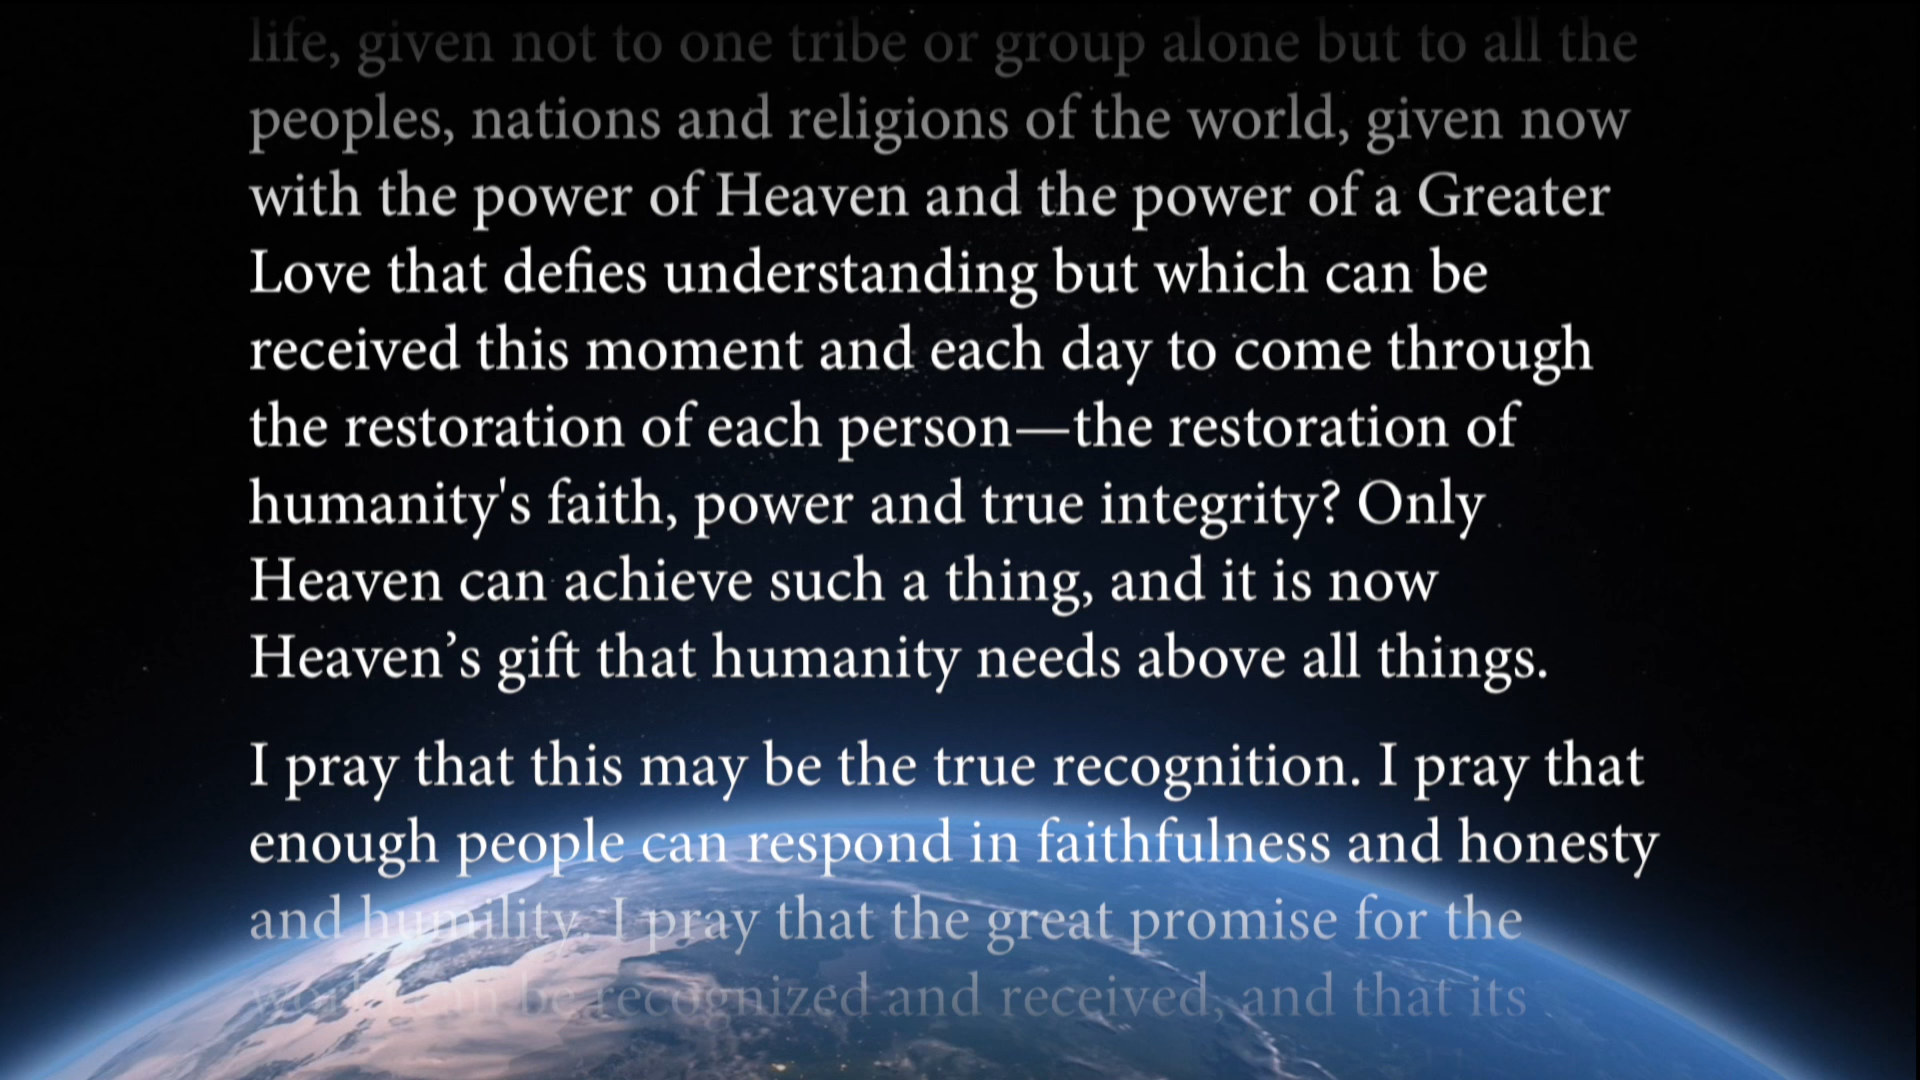 life, given not to one tribe or group alone but to all the
peoples, nations and religions of the world, given now
with the power of Heaven and the power of a Greater
Love that defies understanding but which can be
received this moment and each day to come through
the restoration of each person—the restoration of
humanity's faith, power and true integrity? Only
Heaven can achieve such a thing, and it is now
Heaven’s gift that humanity needs above all things.
I pray that this may be the true recognition. I pray that
enough people can respond in faithfulness and honesty
and humility. I pray that the great promise for the
world can be recognized and received, and that its